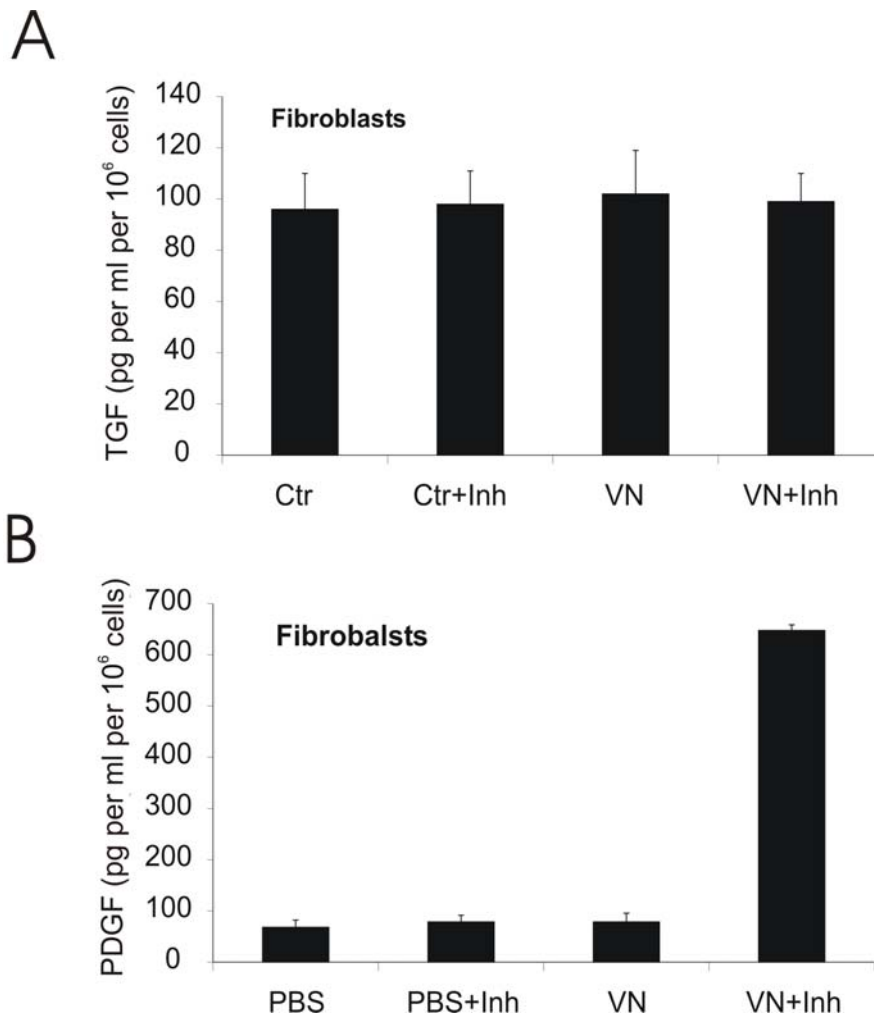 A
TGF (pg per ml per 10⁶ cells)
140
120
100
80
60
40
20
0
Fibroblasts
Ctr Ctr+Inh VN VN+Inh
B
PDGF (pg per ml per 10⁶ cells)
700
600
500
400
300
200
100
0
Fibrobalsts
PBS PBS+Inh VN VN+Inh